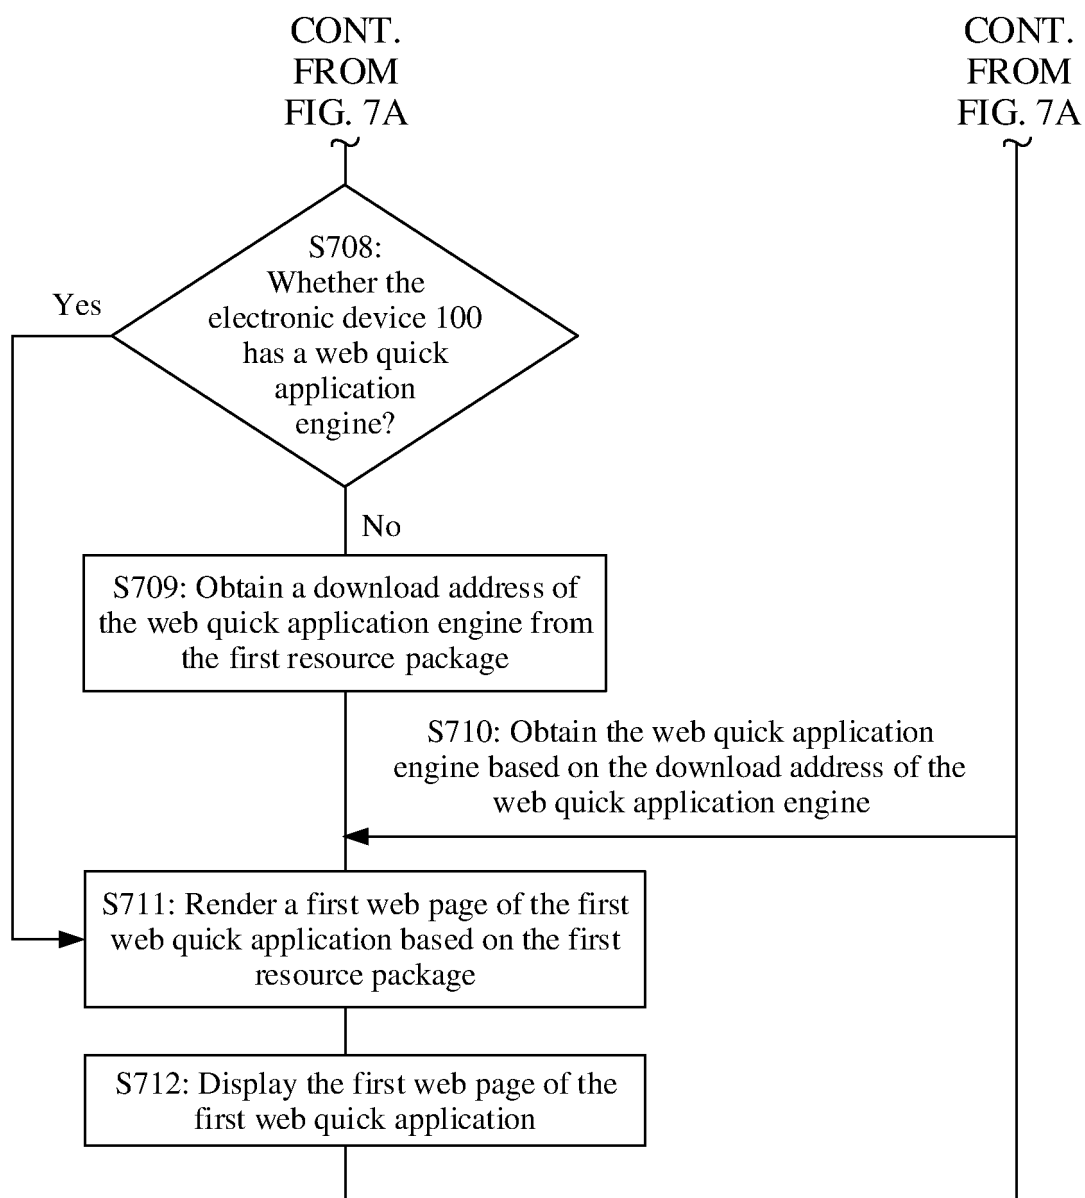 CONT.
FROM
FIG. 7A
CONT.
FROM
FIG. 7A
S708:
Whether the
electronic device 100
has a web quick
application
engine?
Yes
No
S709: Obtain a download address of
the web quick application engine from
the first resource package
S710: Obtain the web quick application
engine based on the download address of the
web quick application engine
S711: Render a first web page of the first
web quick application based on the first
resource package
S712: Display the first web page of the
first web quick application